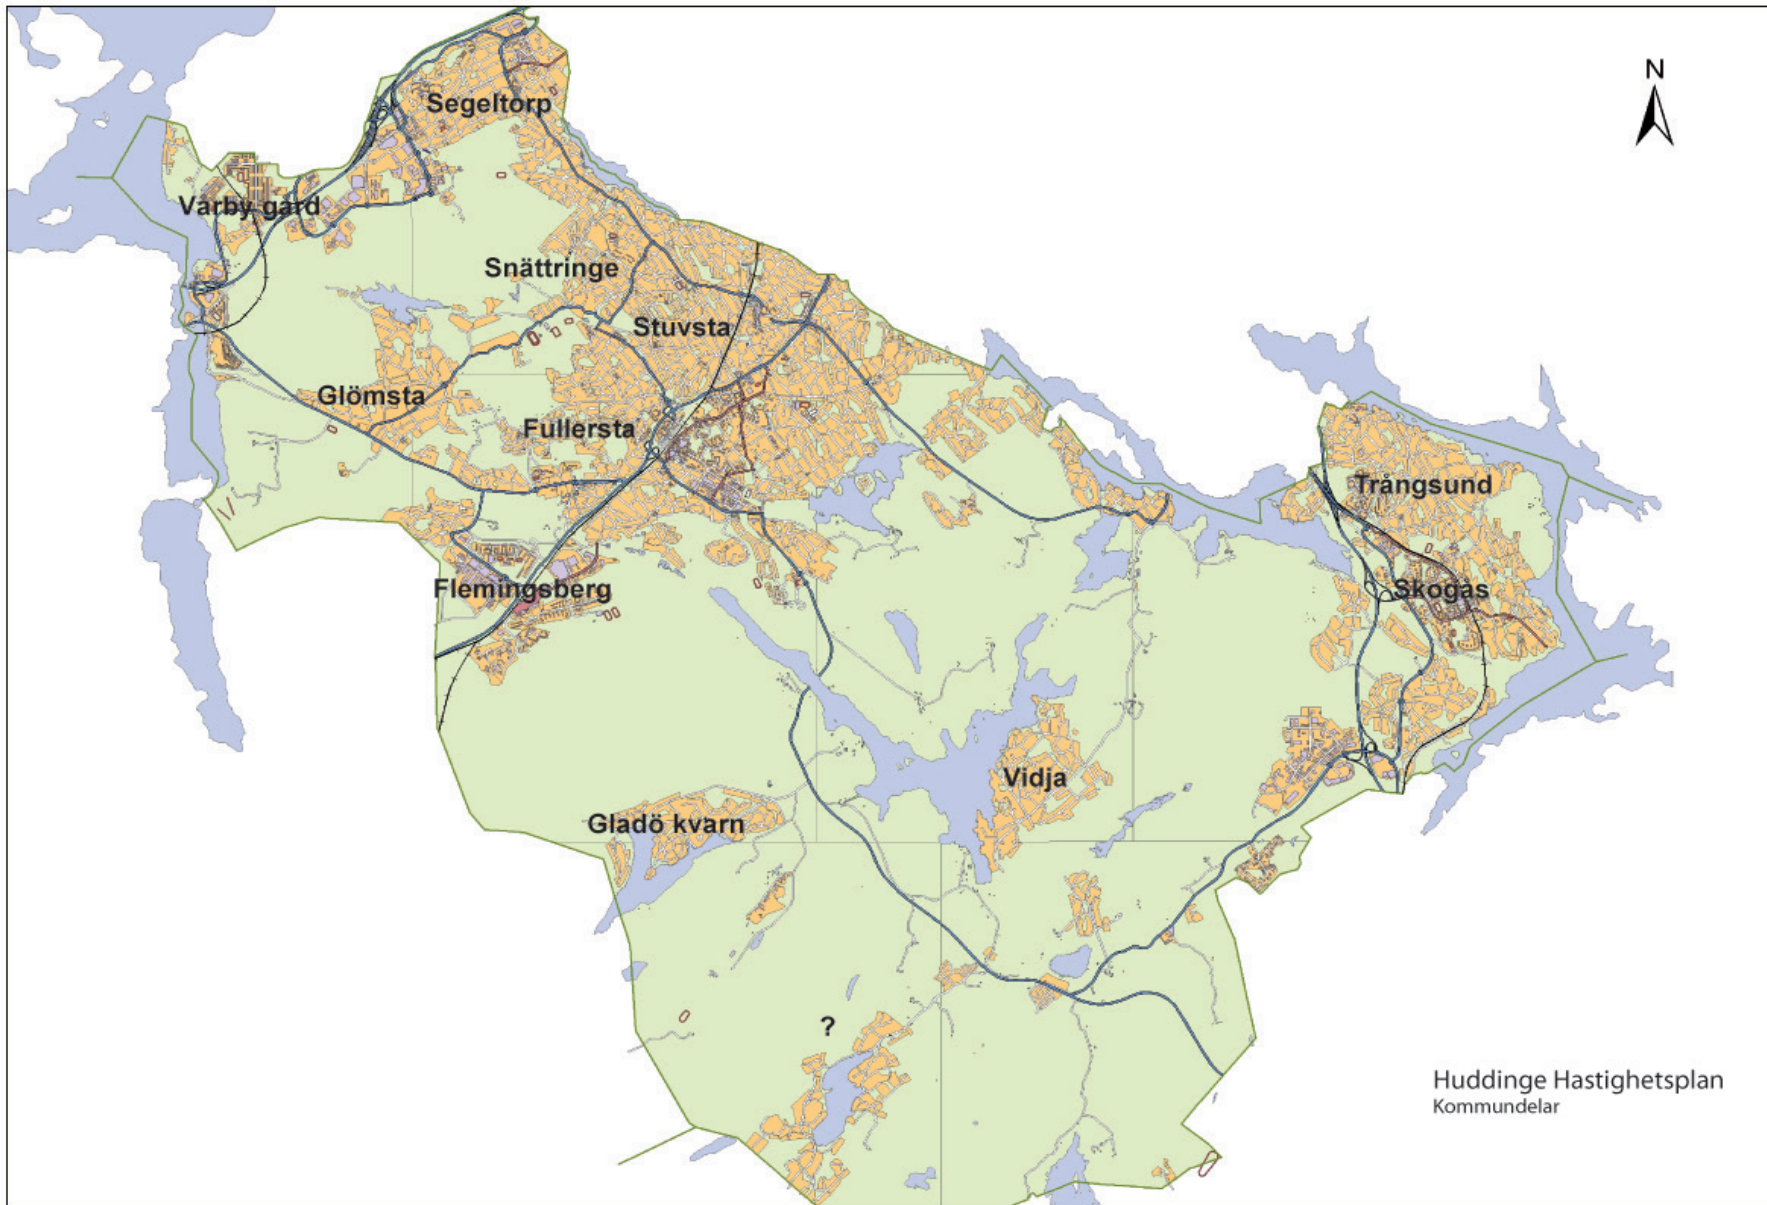 N
Segeltorp
Vårby gård
Snättringe
Stuvsta
Glömsta
Fullersta
Trångsund
Flemingsberg
Skogås
Vidja
Gladö kvarn
?
Huddinge Hastighetsplan
Kommundelar